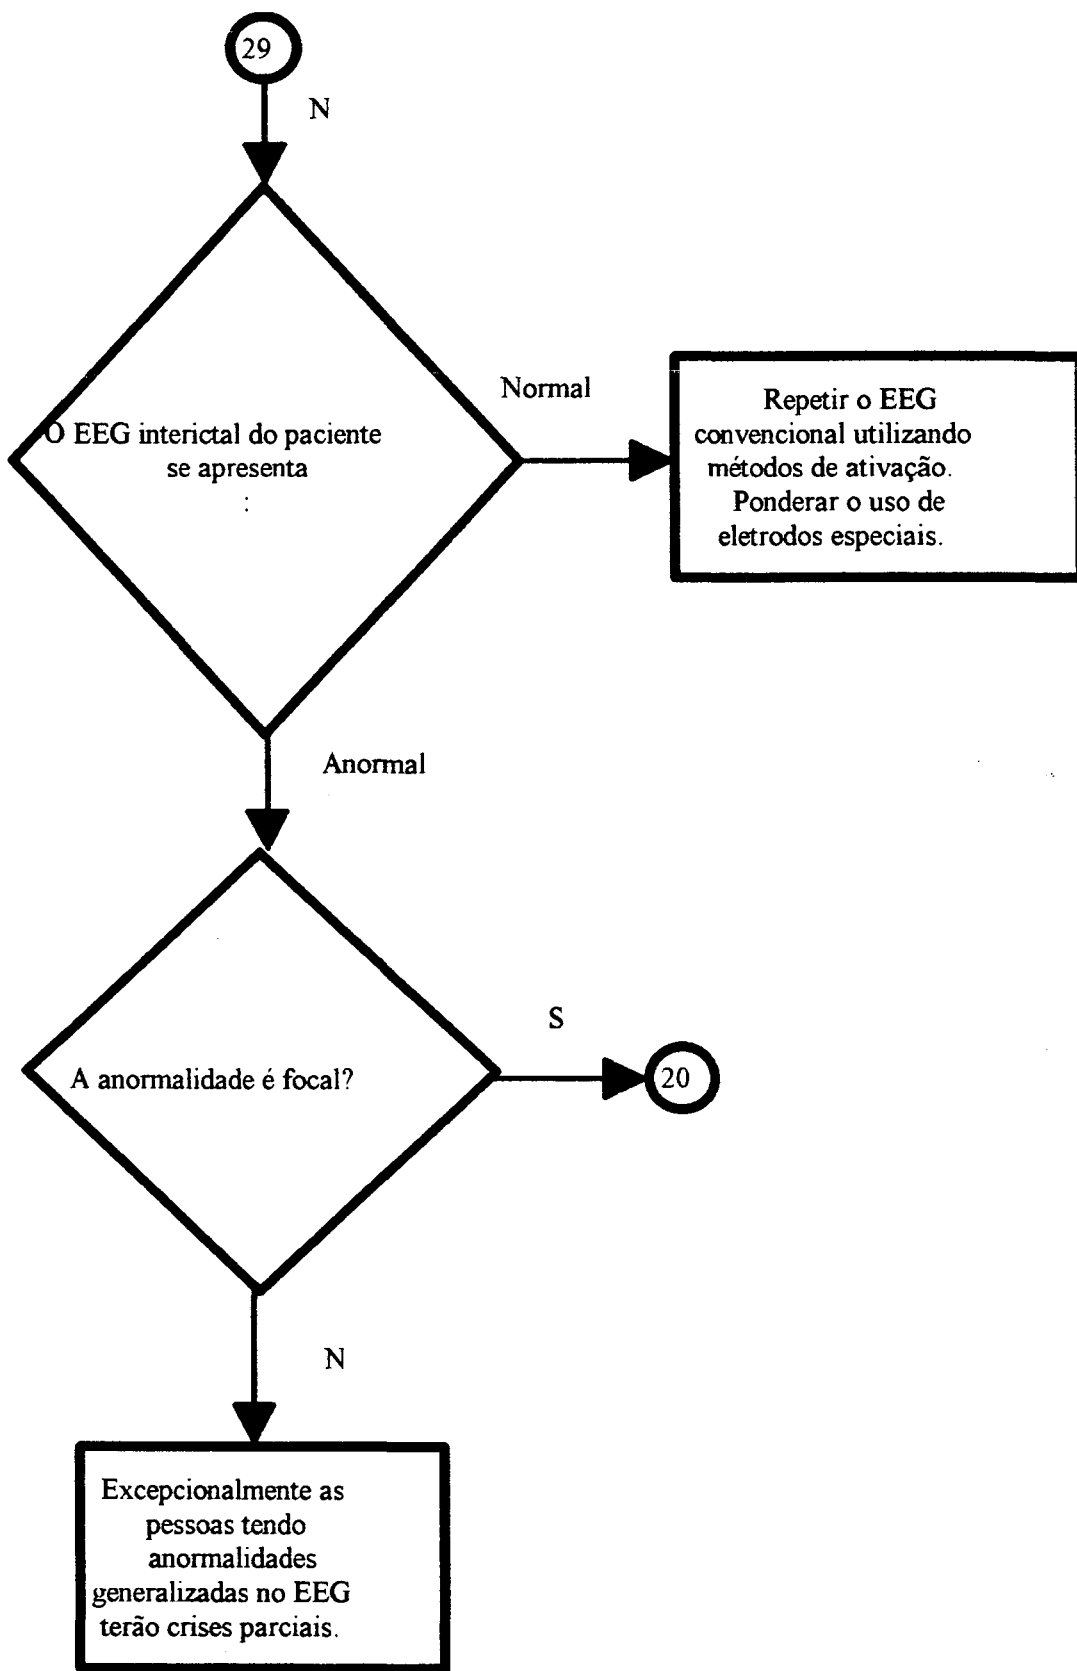 29
N
O EEG interictal do paciente
se apresenta
:
Normal
Repetir o EEG
convencional utilizando
métodos de ativação.
Ponderar o uso de
eletrodos especiais.
Anormal
A anormalidade é focal?
S
20
N
Excepcionalmente as
pessoas tendo
anormalidades
generalizadas no EEG
terão crises parciais.